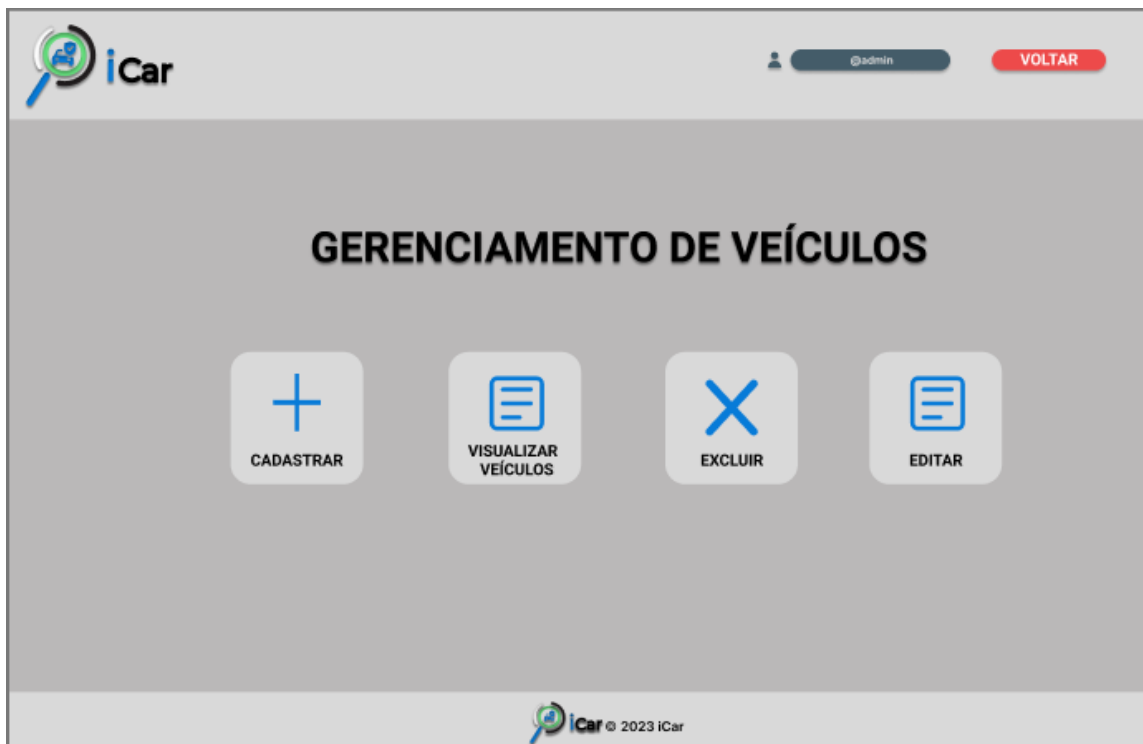 iCar
@admin
VOLTAR
GERENCIAMENTO DE VEÍCULOS
CADASTRAR
VISUALIZAR
VEÍCULOS
EXCLUIR
EDITAR
iCar © 2023 iCar